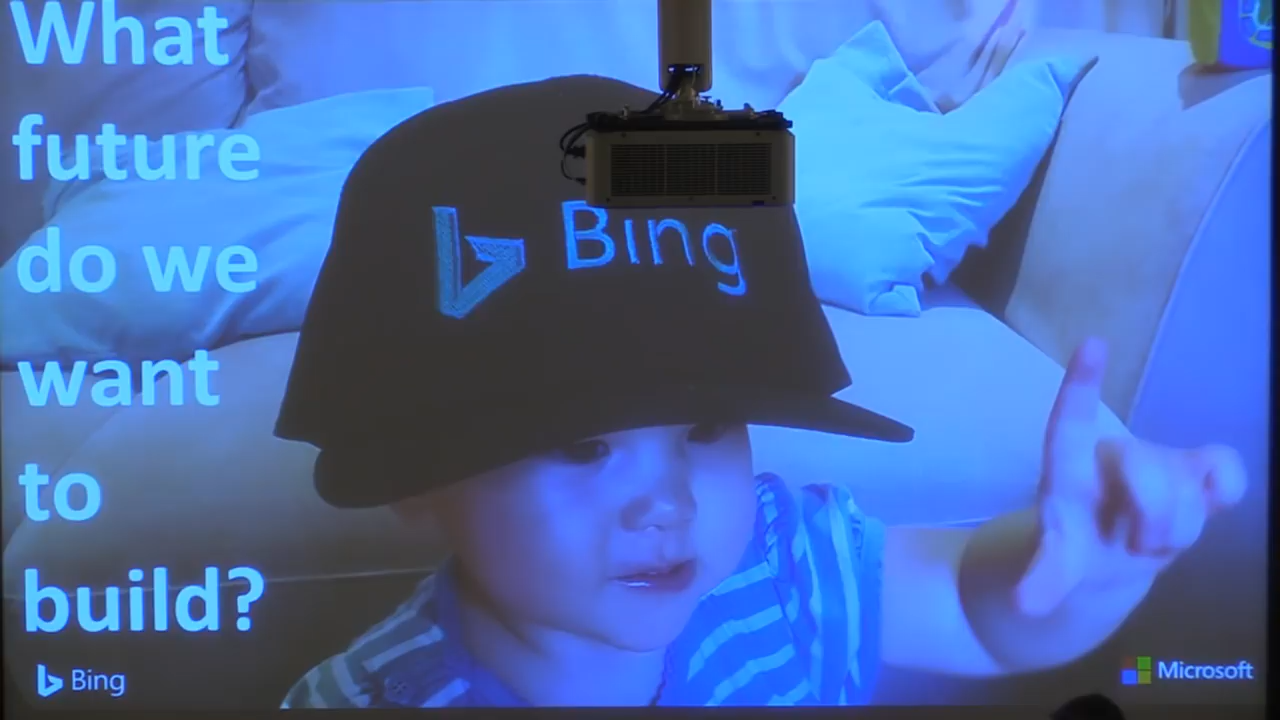 What
future
do we
want
to
build?
b Bing
Bing
Microsoft